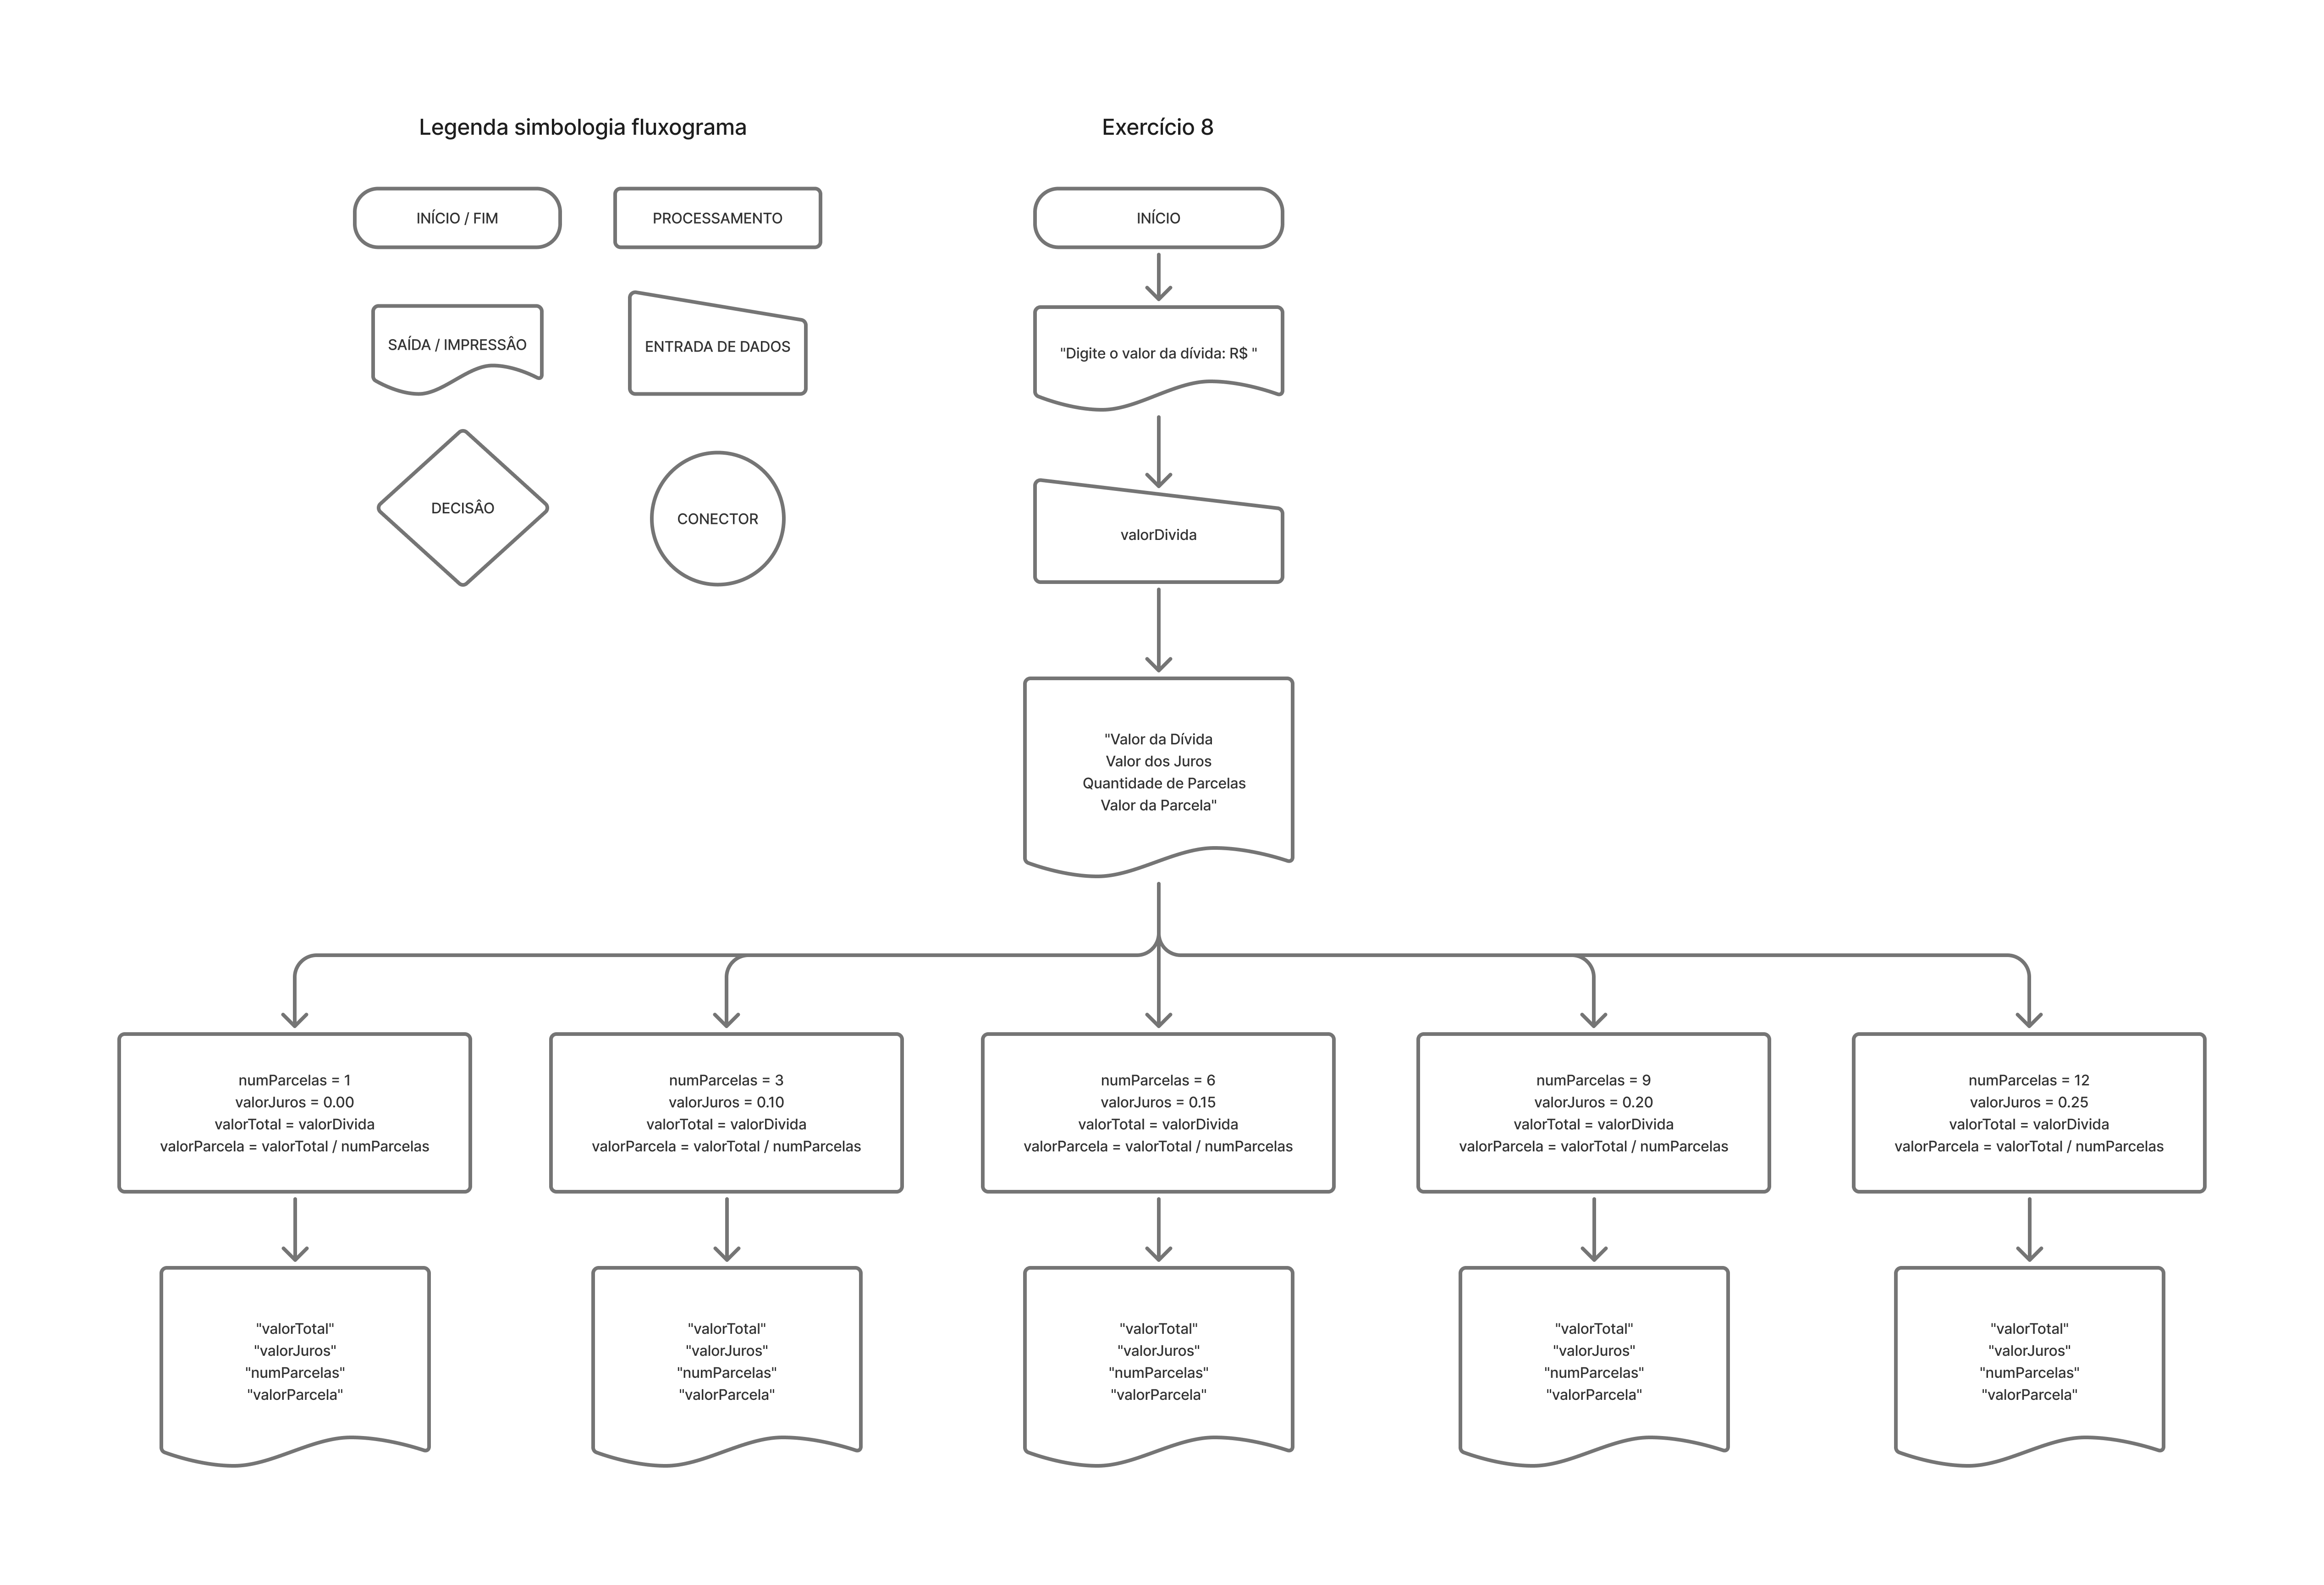 Legenda simbologia fluxograma
INÍCIO / FIM
PROCESSAMENTO
SAÍDA / IMPRESSÂO
ENTRADA DE DADOS
DECISÂO
CONECTOR
Exercício 8
INÍCIO
"Digite o valor da dívida: R$ "
valorDivida
"Valor da Dívida
Valor dos Juros
Quantidade de Parcelas
Valor da Parcela"
numParcelas = 1
valorJuros = 0.00
valorTotal = valorDivida
valorParcela = valorTotal / numParcelas
numParcelas = 3
valorJuros = 0.10
valorTotal = valorDivida
valorParcela = valorTotal / numParcelas
numParcelas = 6
valorJuros = 0.15
valorTotal = valorDivida
valorParcela = valorTotal / numParcelas
numParcelas = 9
valorJuros = 0.20
valorTotal = valorDivida
valorParcela = valorTotal / numParcelas
numParcelas = 12
valorJuros = 0.25
valorTotal = valorDivida
valorParcela = valorTotal / numParcelas
"valorTotal"
"valorJuros"
"numParcelas"
"valorParcela"
"valorTotal"
"valorJuros"
"numParcelas"
"valorParcela"
"valorTotal"
"valorJuros"
"numParcelas"
"valorParcela"
"valorTotal"
"valorJuros"
"numParcelas"
"valorParcela"
"valorTotal"
"valorJuros"
"numParcelas"
"valorParcela"